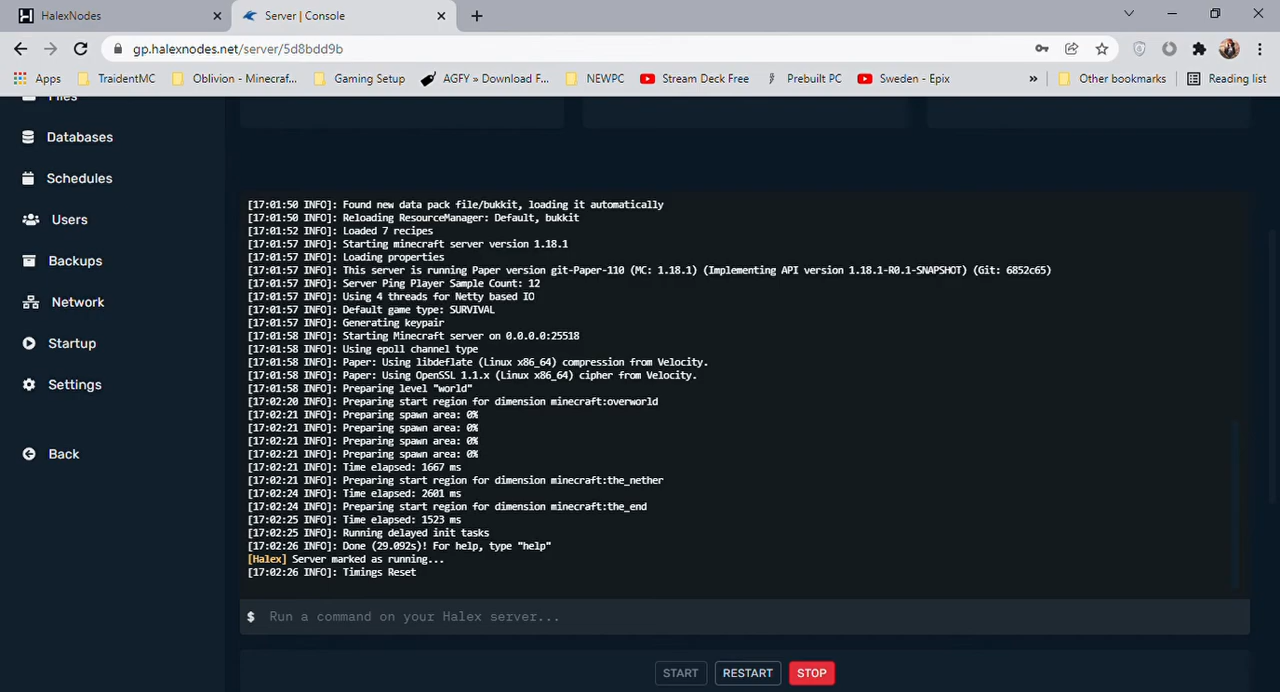 HalexNodes
Server | Console
gp.halexnodes.net/server/5d8bdd9b
Apps TraidentMC Oblivion - Minecraf... Gaming Setup AGFY » Download F... NEWPC Stream Deck Free Prebuilt PC Sweden - Epix » Other bookmarks Reading list
Files
Databases
Schedules
Users
Backups
Network
Startup
Settings
Back
[17:01:50 INFO]: Found new data pack file/bukkit, loading it automatically
[17:01:50 INFO]: Reloading ResourceManager: Default, bukkit
[17:01:52 INFO]: Loaded 7 recipes
[17:01:57 INFO]: Starting minecraft server version 1.18.1
[17:01:57 INFO]: Loading properties
[17:01:57 INFO]: This server is running Paper version git-Paper-110 (MC: 1.18.1) (Implementing API version 1.18.1-R0.1-SNAPSHOT) (Git: 6852c65)
[17:01:57 INFO]: Server Ping Player Sample Count: 12
[17:01:57 INFO]: Using 4 threads for Netty based IO
[17:01:57 INFO]: Default game type: SURVIVAL
[17:01:57 INFO]: Generating keypair
[17:01:58 INFO]: Starting Minecraft server on 0.0.0.0:25518
[17:01:58 INFO]: Using epoll channel type
[17:01:58 INFO]: Paper: Using libdeflate (Linux x86_64) compression from Velocity.
[17:01:58 INFO]: Paper: Using OpenSSL 1.1.x (Linux x86_64) cipher from Velocity.
[17:01:58 INFO]: Preparing level "world"
[17:02:20 INFO]: Preparing start region for dimension minecraft:overworld
[17:02:21 INFO]: Preparing spawn area: 0%
[17:02:21 INFO]: Preparing spawn area: 0%
[17:02:21 INFO]: Preparing spawn area: 0%
[17:02:21 INFO]: Preparing spawn area: 0%
[17:02:21 INFO]: Time elapsed: 1667 ms
[17:02:21 INFO]: Preparing start region for dimension minecraft:the_nether
[17:02:24 INFO]: Time elapsed: 2601 ms
[17:02:24 INFO]: Preparing start region for dimension minecraft:the_end
[17:02:25 INFO]: Time elapsed: 1523 ms
[17:02:25 INFO]: Running delayed init tasks
[17:02:26 INFO]: Done (29.092s)! For help, type "help"
[Halex] Server marked as running...
[17:02:26 INFO]: Timings Reset
$ Run a command on your Halex server...
START RESTART STOP